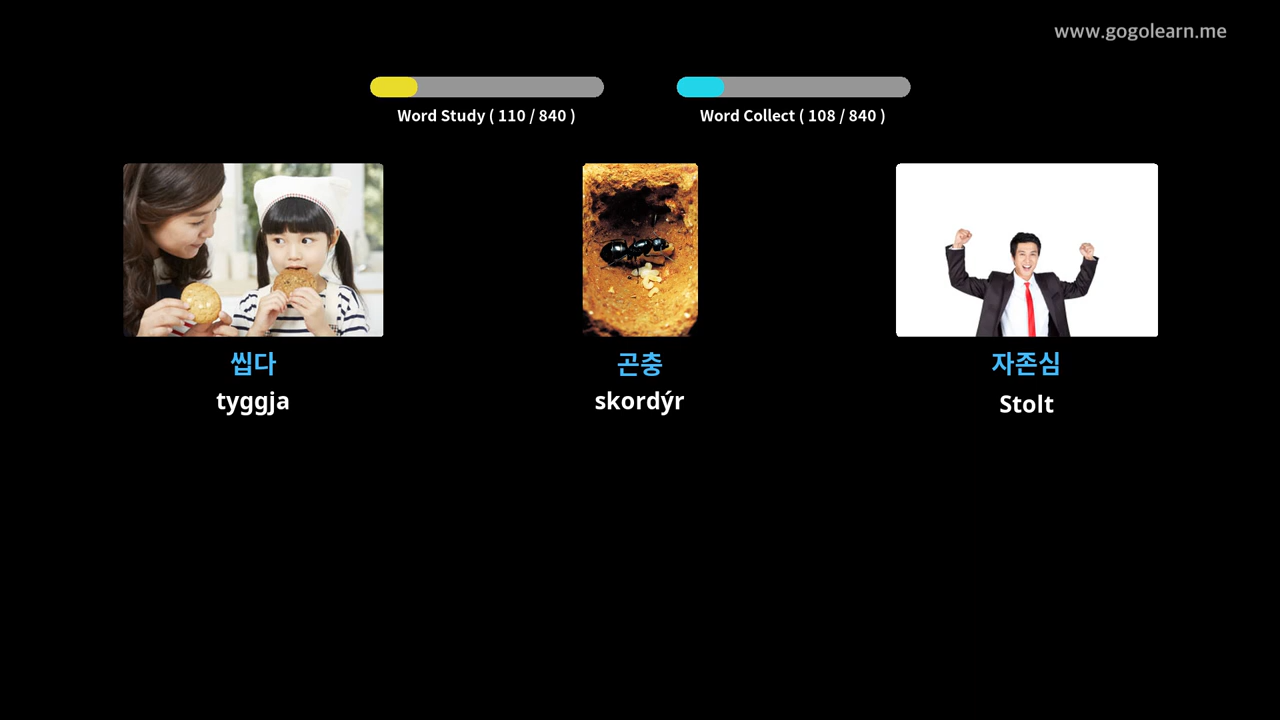 www.gogolearn.me
Word Study ( 110 / 840 )
Word Collect ( 108 / 840 )
씹다
tyggja
곤충
skordýr
자존심
Stolt